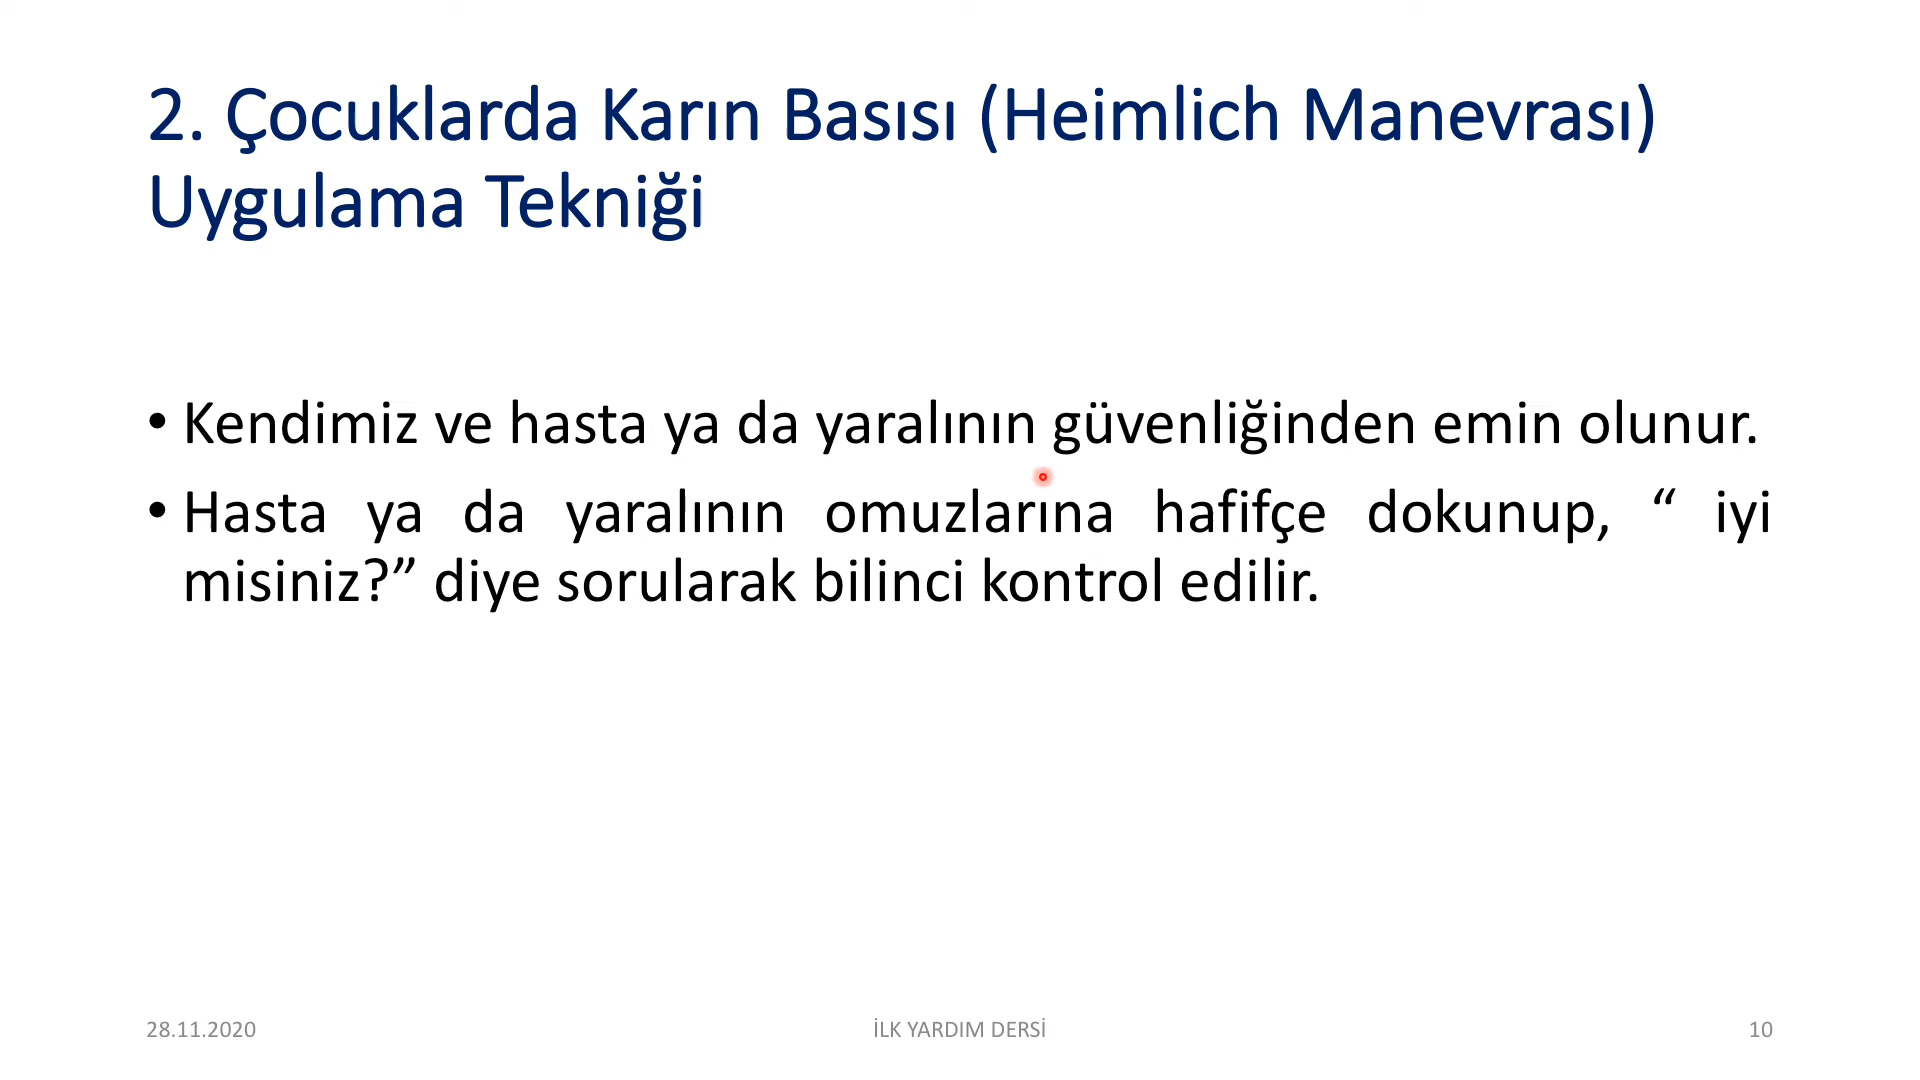 2. Çocuklarda Karın Basısı (Heimlich Manevrası)
Uygulama Tekniği
• Kendimiz ve hasta ya da yaralının güvenliğinden emin olunur.
• Hasta ya da yaralının omuzlarına hafifçe dokunup, “ iyi
misiniz?” diye sorularak bilinci kontrol edilir.
28.11.2020
İLK YARDIM DERSİ
10